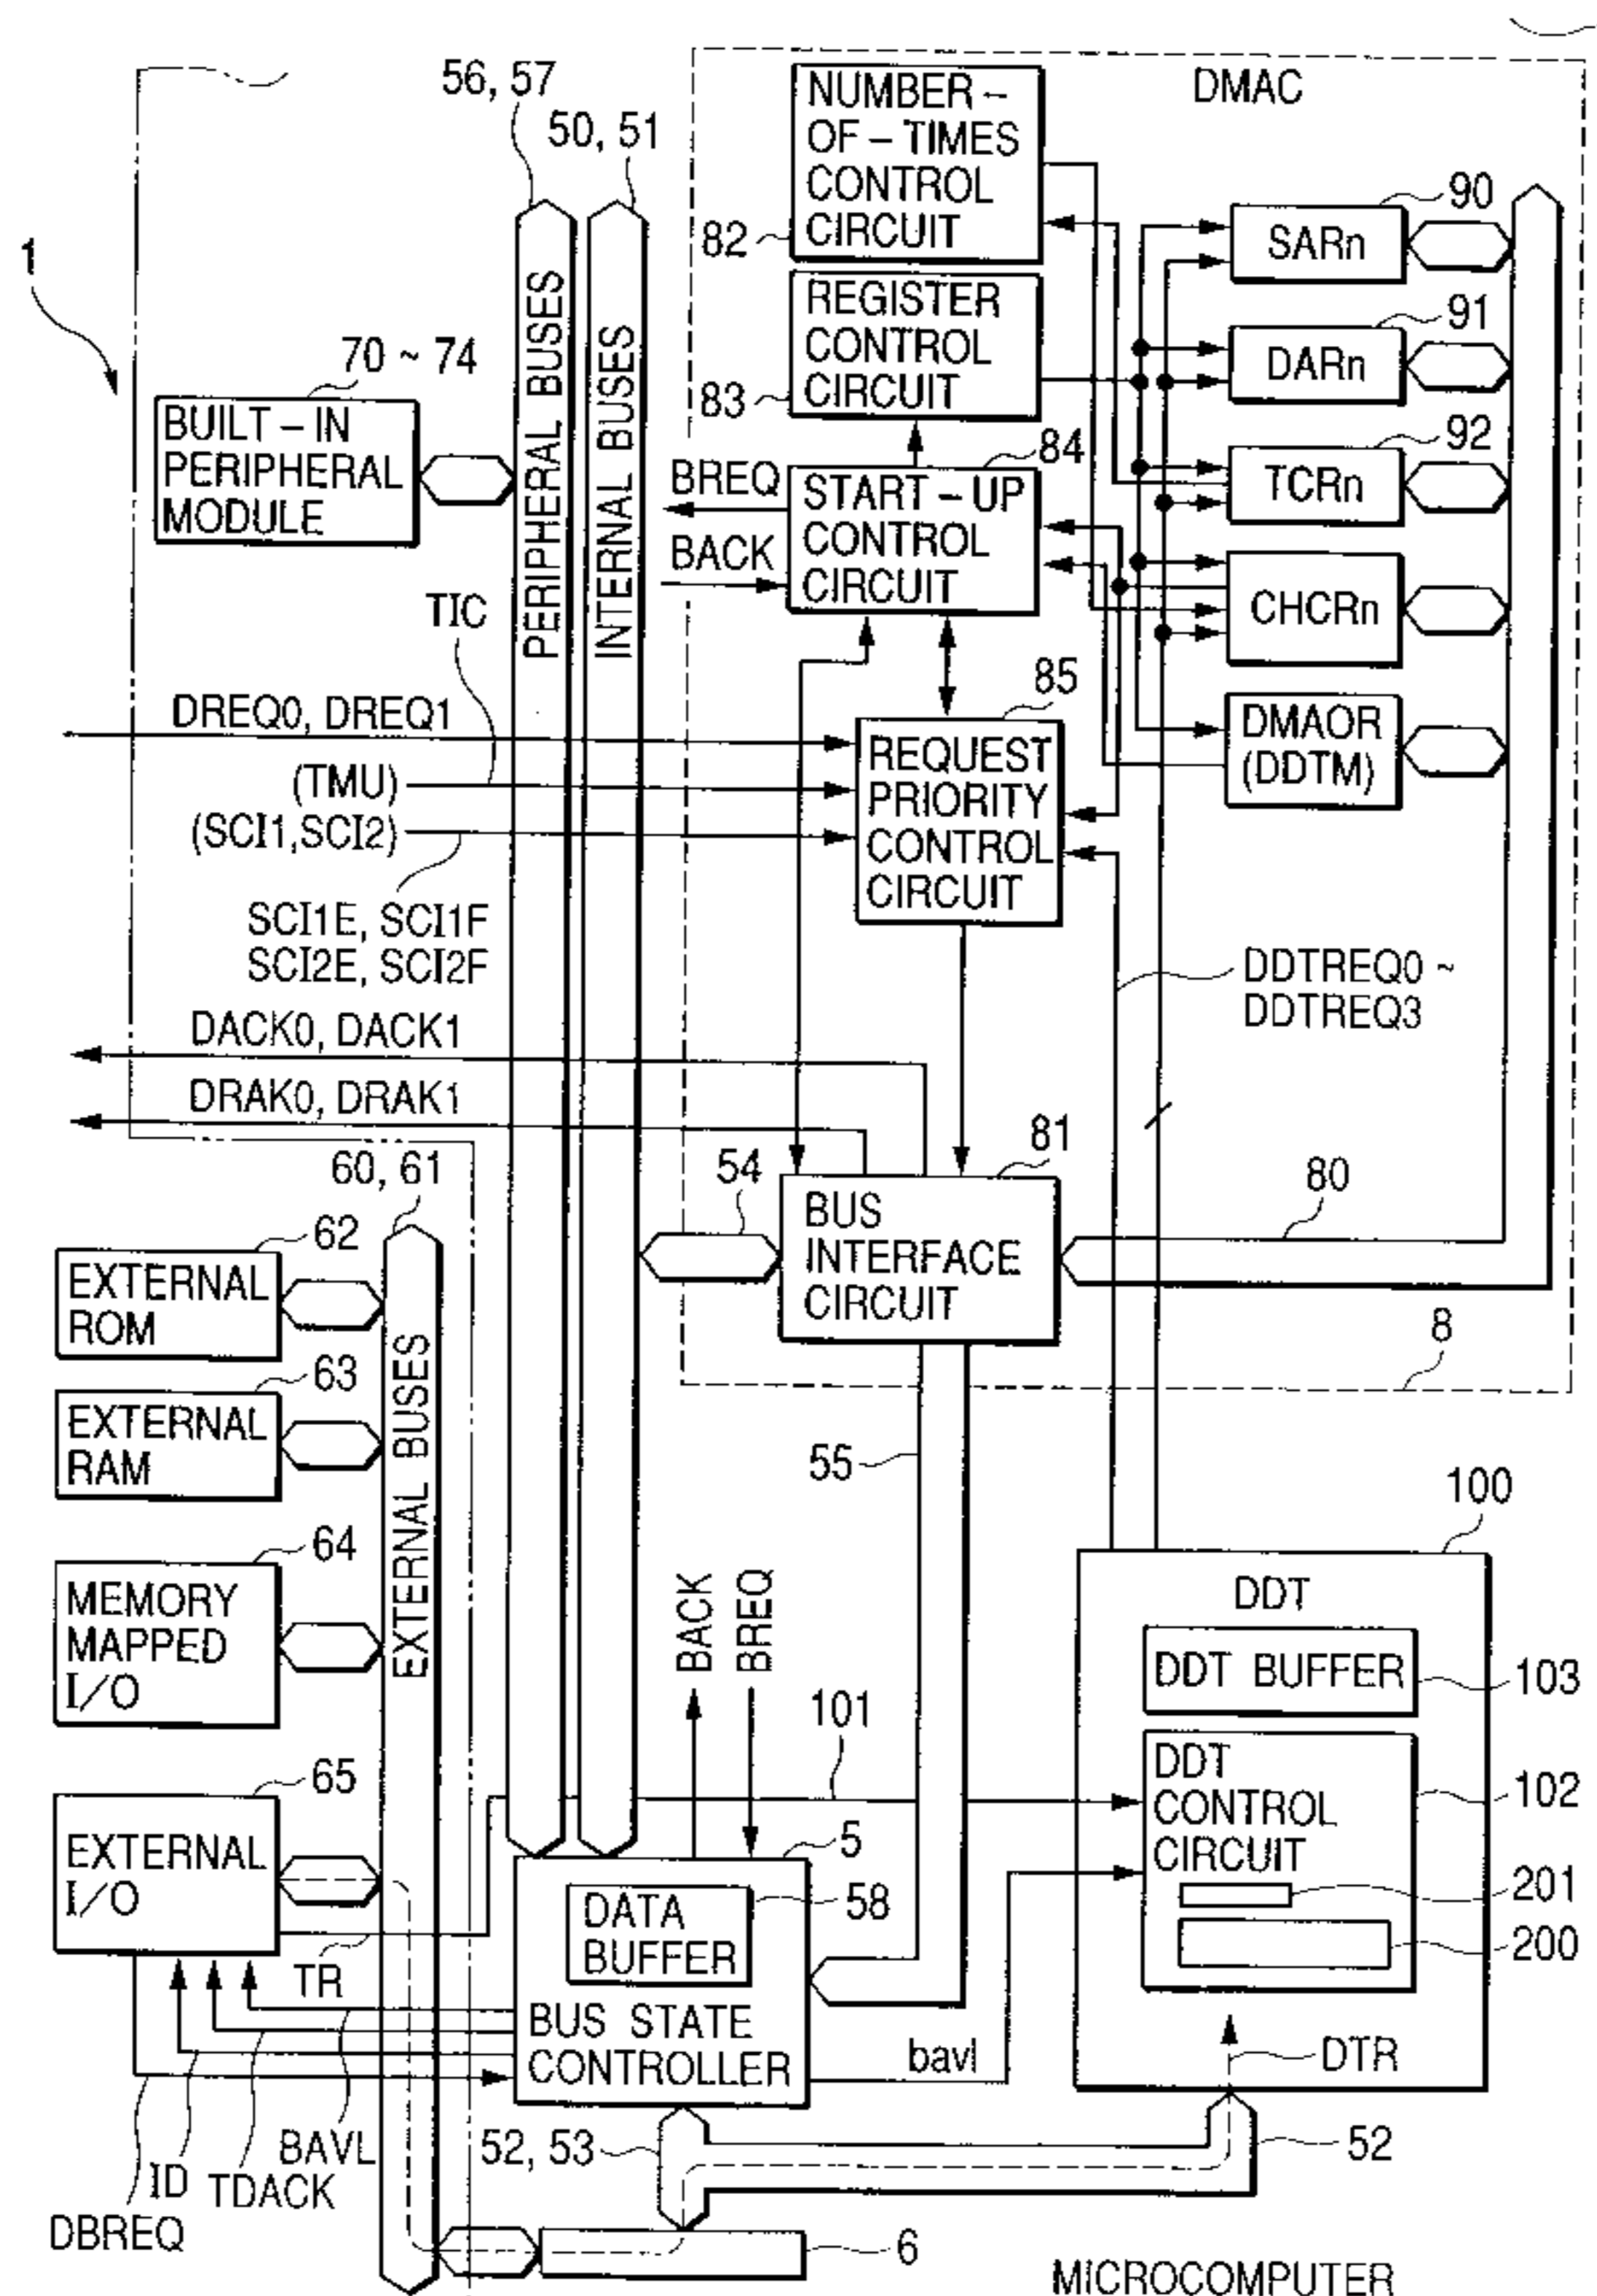 DMAC
56, 57
50, 51
NUMBER –
OF – TIMES
CONTROL
CIRCUIT
82
90
SARn
1
REGISTER
CONTROL
CIRCUIT
83
91
DARn
70 ~ 74
BUILT – IN
PERIPHERAL
MODULE
PERIPHERAL BUSES
INTERNAL BUSES
92
TCRn
84
BREQ
START – UP
CONTROL
CIRCUIT
BACK
CHCRn
TIC
85
DMAOR
(DDTM)
DREQ0, DREQ1
REQUEST
PRIORITY
CONTROL
CIRCUIT
(TMU)
(SCI1,SCI2)
SCI1E, SCI1F
SCI2E, SCI2F
DDTREQ0 ~
DDTREQ3
DACK0, DACK1
DRAK0, DRAK1
81
60, 61
54
80
BUS
INTERFACE
CIRCUIT
62
EXTERNAL
ROM
8
63
EXTERNAL
RAM
EXTERNAL BUSES
55
100
64
MEMORY
MAPPED
I/O
BACK
BREQ
DDT
DDT BUFFER
103
101
65
EXTERNAL
I/O
DDT
CONTROL
CIRCUIT
102
5
58
DATA
BUFFER
201
200
TR
BUS STATE
CONTROLLER
bavl
DTR
BAVL
52, 53
52
ID
TDACK
DBREQ
6
MICROCOMPUTER